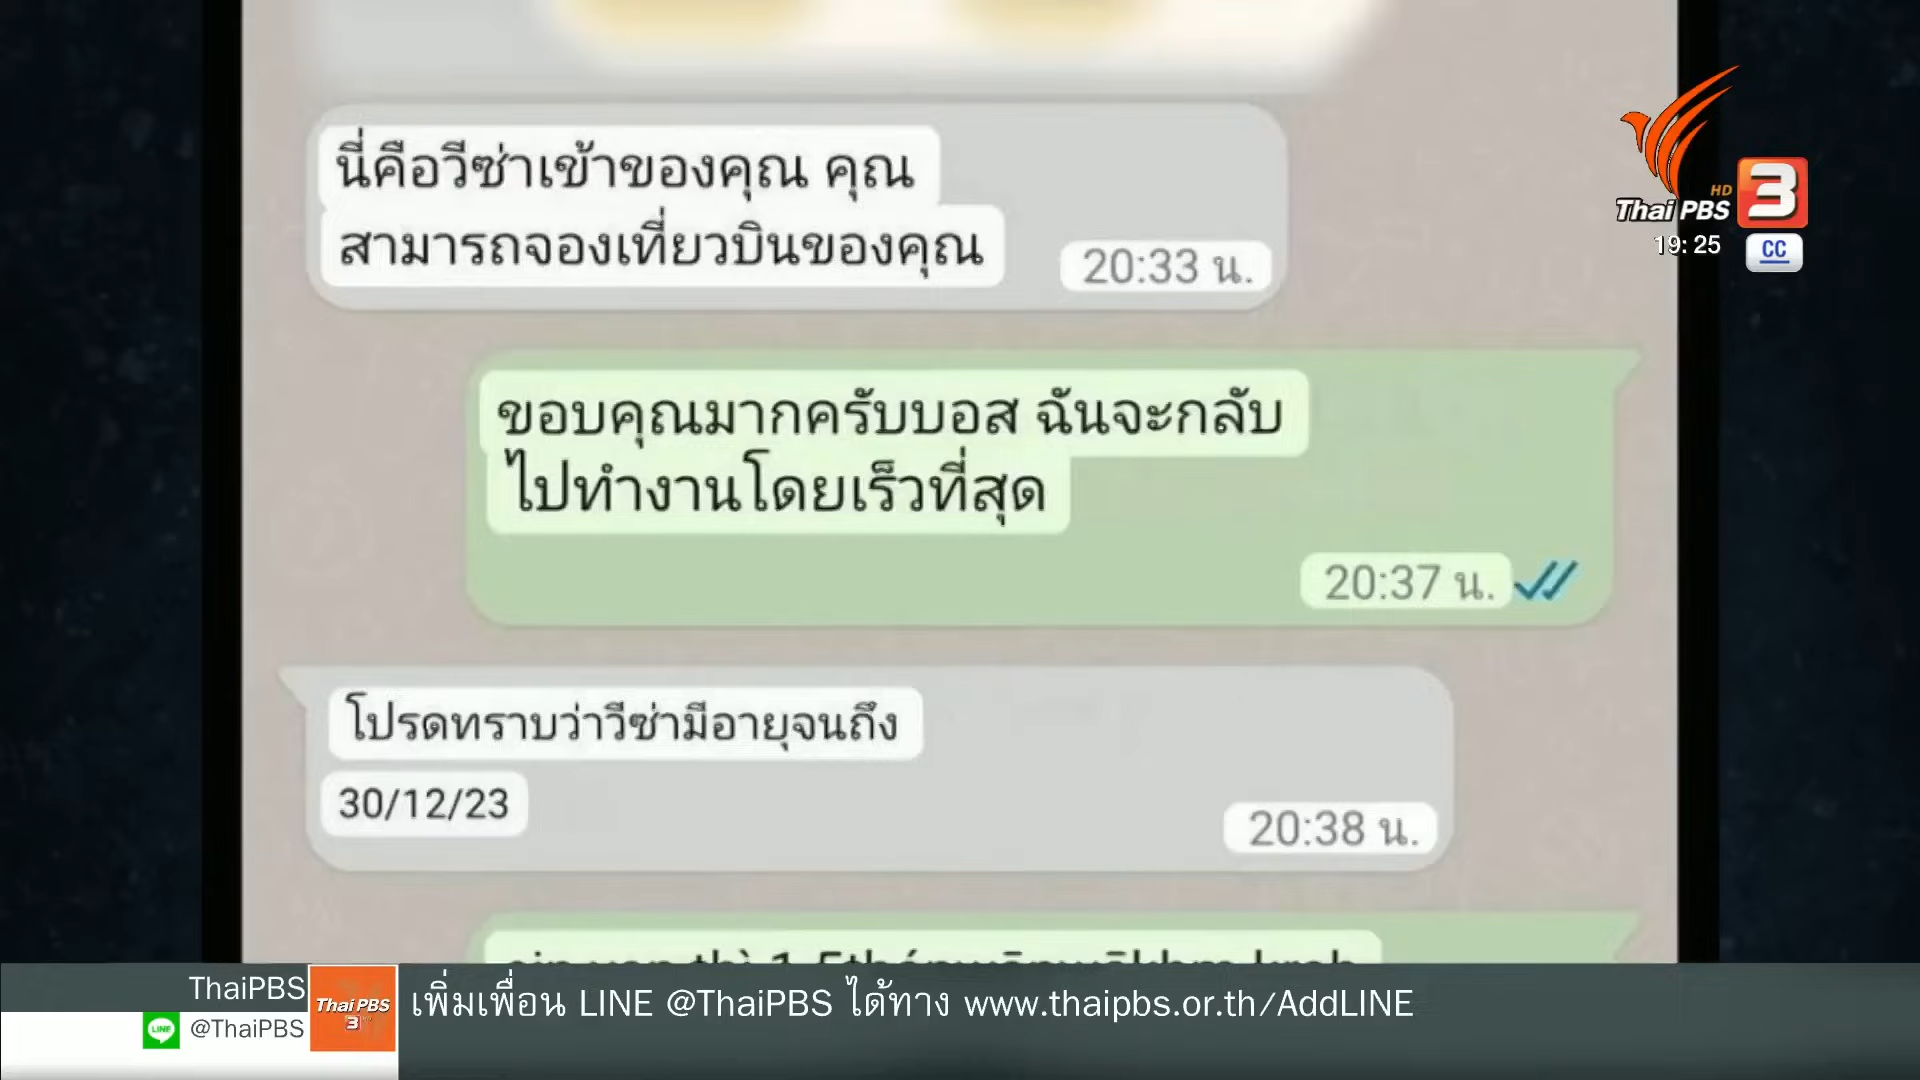 นี่คือวีซ่าเข้าของคุณ คุณ
สามารถจองเที่ยวบินของคุณ
20:33 น.
Thai PBS HD 3
19:25
CC
ขอบคุณมากครับบอส ฉันจะกลับ
ไปทำงานโดยเร็วที่สุด
20:37 น.
โปรดทราบว่าวีซ่ามีอายุจนถึง
30/12/23
20:38 น.
ThaiPBS
LINE @ThaiPBS
Thai PBS
3
เพิ่มเพื่อน LINE @ThaiPBS ได้ทาง www.thaipbs.or.th/AddLINE